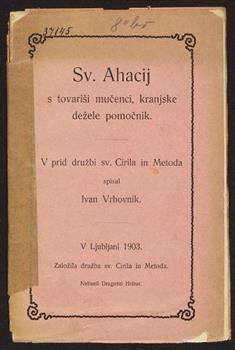 37145
Sv. Ahacij
s tovariši mučenci, kranjske
dežele pomočnik.
V prid družbi sv. Cirila in Metoda
spisal
Ivan Vrhovnik.
V Ljubljani 1903.
Založila družba sv. Cirila in Metoda.
Natisnil Dragotin Hribar.